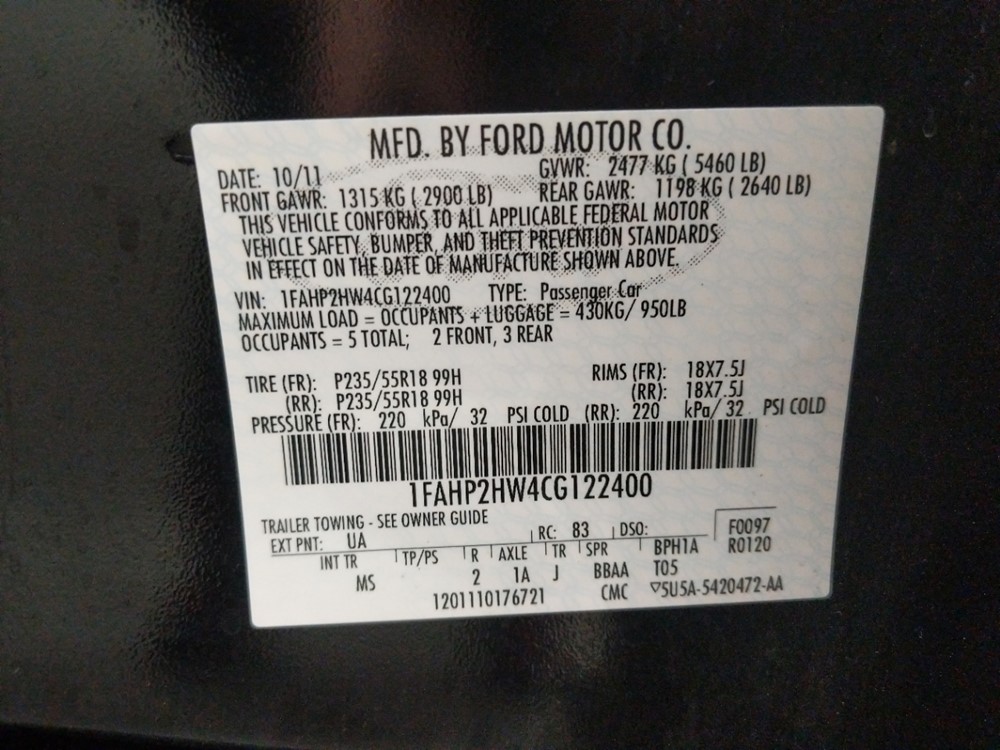 MFD. BY FORD MOTOR CO.
DATE: 10/11 GVWR: 2477 KG ( 5460 LB)
FRONT GAWR: 1315 KG ( 2900 LB) REAR GAWR: 1198 KG ( 2640 LB)
THIS VEHICLE CONFORMS TO ALL APPLICABLE FEDERAL MOTOR
VEHICLE SAFETY, BUMPER, AND THEFT PREVENTION STANDARDS
IN EFFECT ON THE DATE OF MANUFACTURE SHOWN ABOVE.
VIN: 1FAHP2HW4CG122400 TYPE: Passenger Car
MAXIMUM LOAD = OCCUPANTS + LUGGAGE = 430KG/ 950LB
OCCUPANTS = 5 TOTAL; 2 FRONT, 3 REAR
TIRE (FR): P235/55R18 99H RIMS (FR): 18X7.5J
(RR): P235/55R18 99H (RR): 18X7.5J
PRESSURE (FR): 220 kPa/ 32 PSI COLD (RR): 220 kPa/ 32 PSI COLD
1FAHP2HW4CG122400
TRAILER TOWING - SEE OWNER GUIDE
EXT PNT: UA RC: 83 DSO: F0097
R0120
INT TR TP/PS R AXLE TR SPR BPH1A
MS 2 1A J BBAA T05
1201110176721 CMC ▽5U5A-5420472-AA